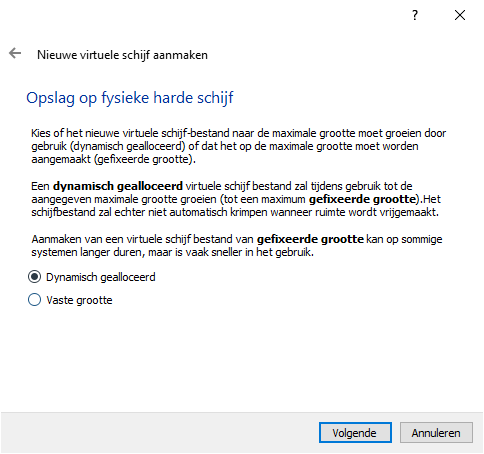 ?
Nieuwe virtuele schijf aanmaken
Opslag op fysieke harde schijf
Kies of het nieuwe virtuele schijf-bestand naar de maximale grootte moet groeien door
gebruik (dynamisch gealloceerd) of dat het op de maximale grootte moet worden
aangemaakt (gefixeerde grootte).
Een dynamisch gealloceerd virtuele schijf bestand zal tijdens gebruik tot de
aangegeven maximale grootte groeien (tot een maximum gefixeerde grootte).Het
schijfbestand zal echter niet automatisch krimpen wanneer ruimte wordt vrijgemaakt.
Aanmaken van een virtuele schijf bestand van gefixeerde grootte kan op sommige
systemen langer duren, maar is vaak sneller in het gebruik.
Dynamisch gealloceerd
Vaste grootte
Volgende
Annuleren